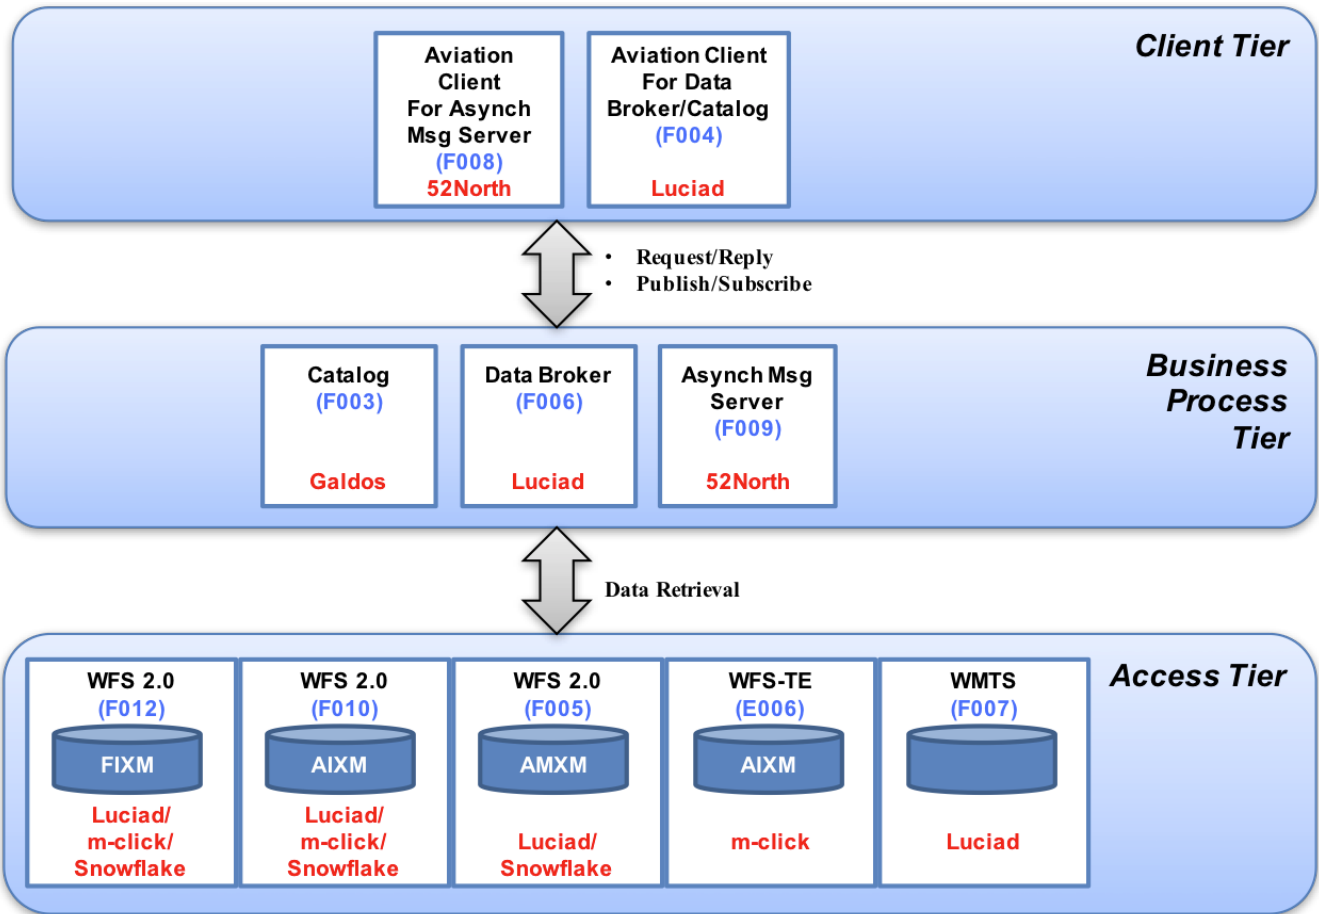 Client Tier
Aviation
Client
For Asynch
Msg Server
(F008)
52North
Aviation Client
For Data
Broker/Catalog
(F004)
Luciad
• Request/Reply
• Publish/Subscribe
Business
Process
Tier
Catalog
(F003)
Galdos
Data Broker
(F006)
Luciad
Asynch Msg
Server
(F009)
52North
Data Retrieval
Access Tier
WFS 2.0
(F012)
FIXM
Luciad/
m-click/
Snowflake
WFS 2.0
(F010)
AIXM
Luciad/
m-click/
Snowflake
WFS 2.0
(F005)
AMXM
Luciad/
Snowflake
WFS-TE
(E006)
AIXM
m-click
WMTS
(F007)
Luciad